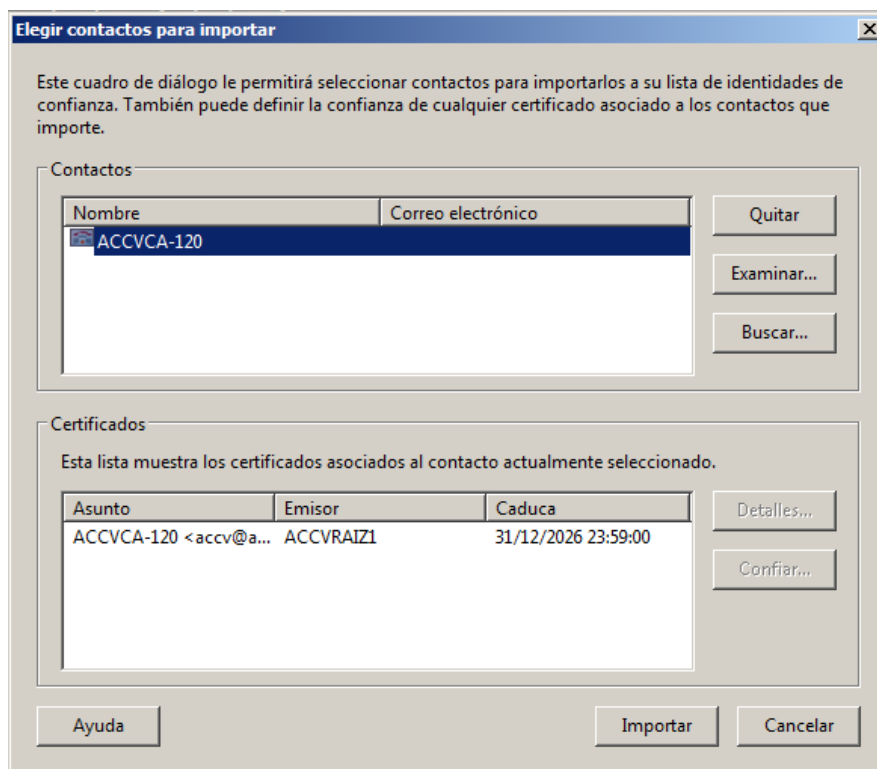 Elegir contactos para importar
Este cuadro de diálogo le permitirá seleccionar contactos para importarlos a su lista de identidades de
confianza. También puede definir la confianza de cualquier certificado asociado a los contactos que
importe.
Contactos
Nombre Correo electrónico
ACCVCA-120
Quitar
Examinar...
Buscar...
Certificados
Esta lista muestra los certificados asociados al contacto actualmente seleccionado.
Asunto Emisor Caduca
ACCVCA-120 <accv@a... ACCVRAIZ1 31/12/2026 23:59:00
Detalles...
Confiar...
Ayuda Importar Cancelar